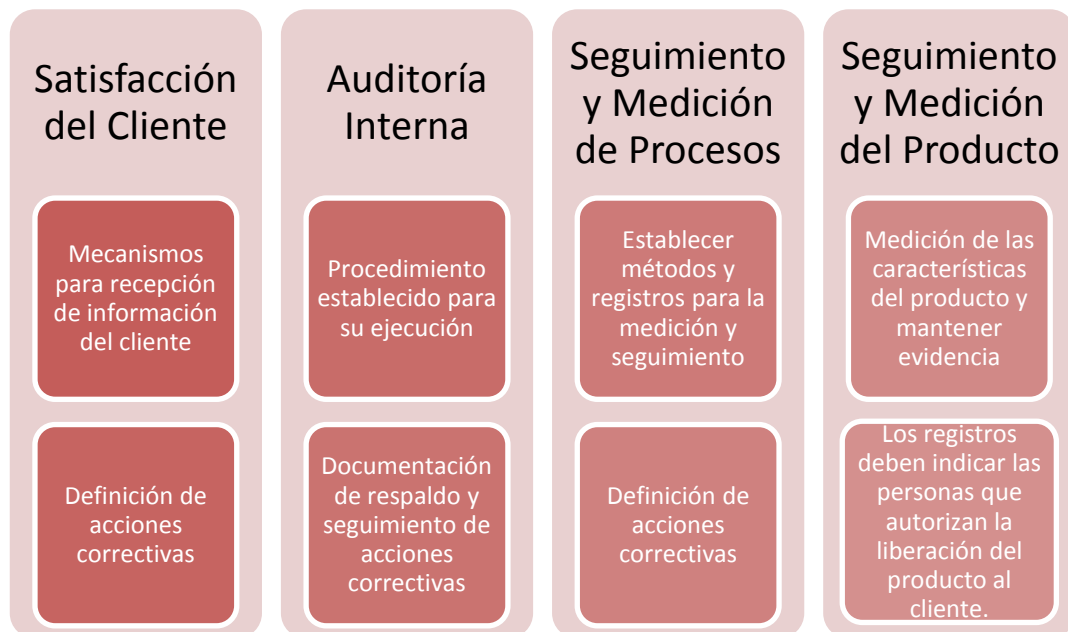 Satisfacción
del Cliente
Mecanismos
para recepción
de información
del cliente
Definición de
acciones
correctivas
Auditoría
Interna
Procedimiento
establecido para
su ejecución
Documentación
de respaldo y
seguimiento de
acciones
correctivas
Seguimiento
y Medición
de Procesos
Establecer
métodos y
registros para la
medición y
seguimiento
Definición de
acciones
correctivas
Seguimiento
y Medición
del Producto
Medición de las
características
del producto y
mantener
evidencia
Los registros
deben indicar las
personas que
autorizan la
liberación del
producto al
cliente.